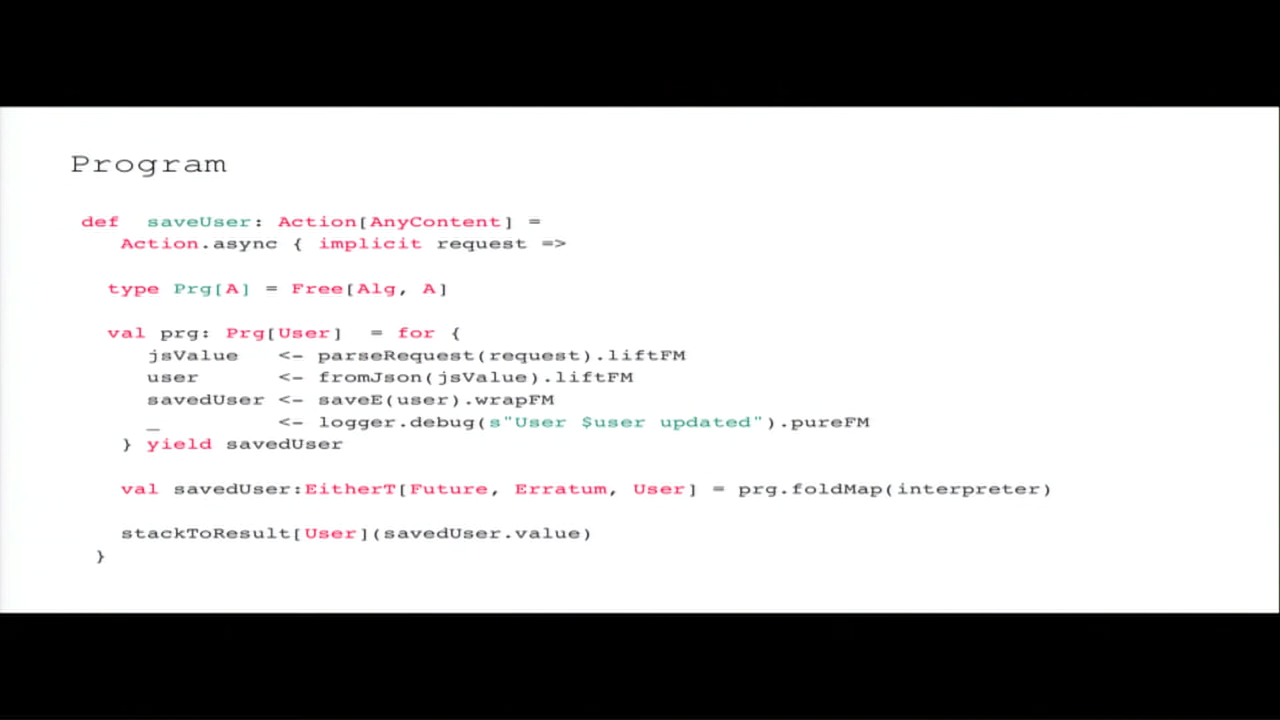 Program
def saveUser: Action[AnyContent] =
Action.async { implicit request =>
type Prg[A] = Free[Alg, A]
val prg: Prg[User] = for {
jsValue <- parseRequest(request).liftFM
user <- fromJson(jsValue).liftFM
savedUser <- saveE(user).wrapFM
_ <- logger.debug(s"User $user updated").pureFM
} yield savedUser
val savedUser:EitherT[Future, Erratum, User] = prg.foldMap(interpreter)
stackToResult[User](savedUser.value)
}